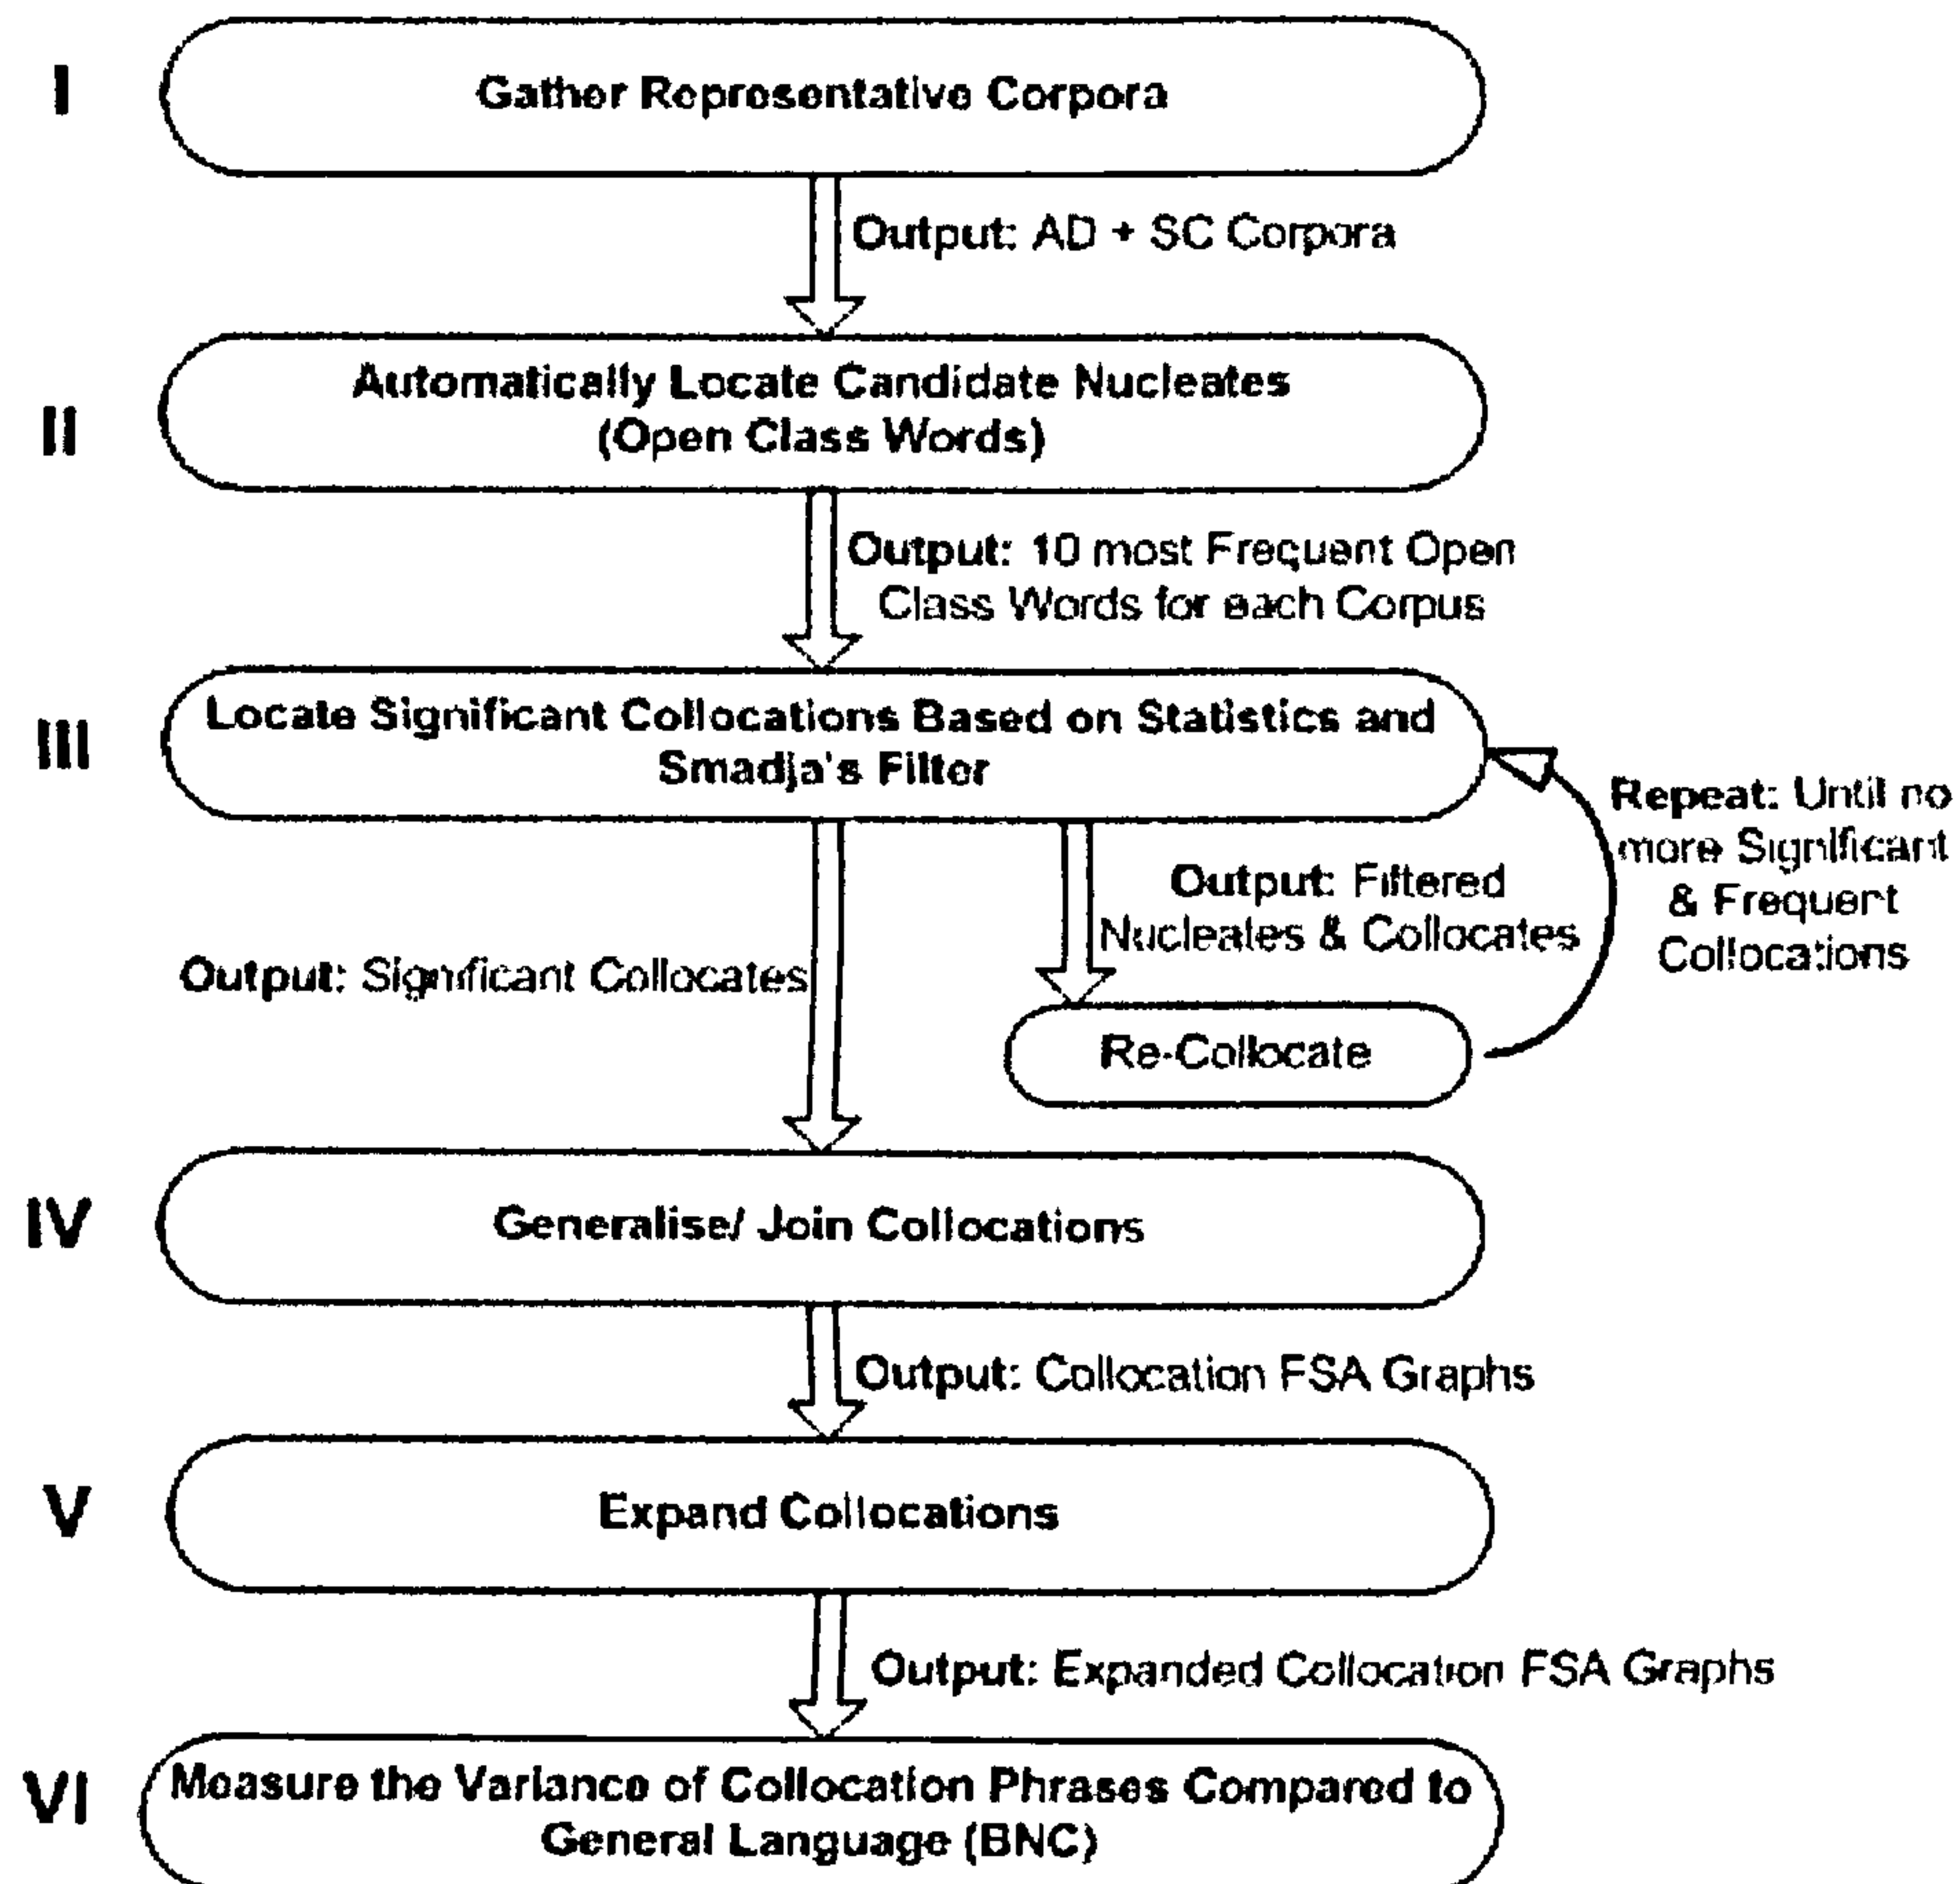 I
Gather Representative Corpora
Output: AD + SC Corpora
II
Automatically Locate Candidate Nucleates
(Open Class Words)
Output: 10 most Frequent Open
Class Words for each Corpus
III
Locate Significant Collocations Based on Statistics and
Smadja's Filter
Repeat: Until no
more Significant
& Frequent
Collocations
Output: Filtered
Nucleates & Collocates
Output: Significant Collocates
Re-Collocate
IV
Generalise/ Join Collocations
Output: Collocation FSA Graphs
V
Expand Collocations
Output: Expanded Collocation FSA Graphs
VI
Measure the Variance of Collocation Phrases Compared to
General Language (BNC)